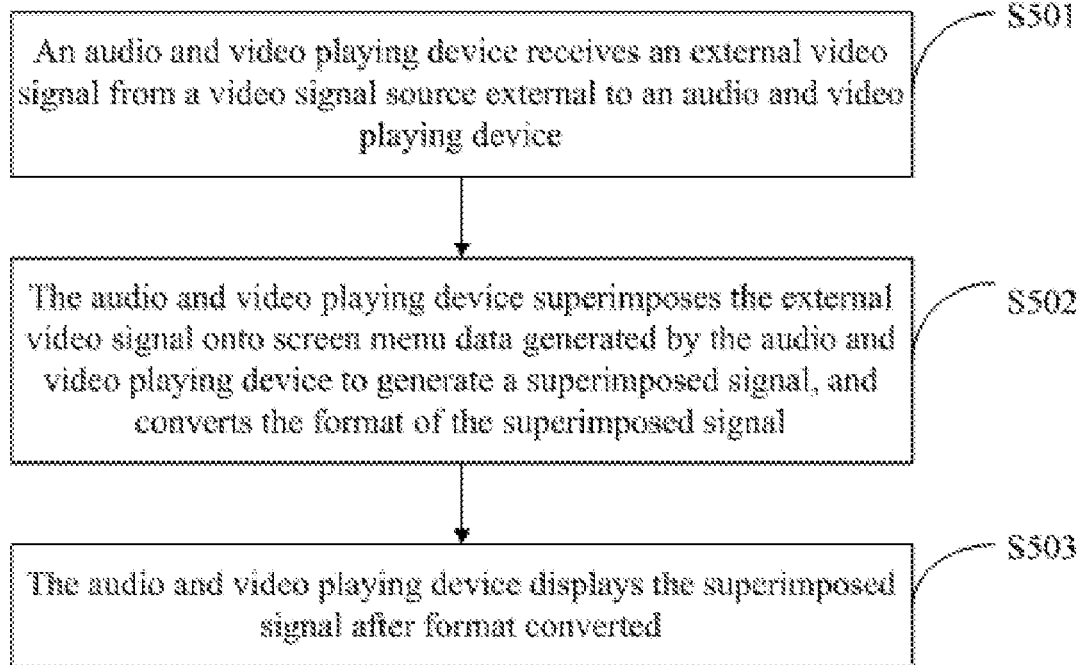 An audio and video playing device receives an external video
signal from a video signal source external to an audio and video
playing device
S501
The audio and video playing device superimposes the external
video signal onto screen menu data generated by the audio and
video playing device to generate a superimposed signal, and
converts the format of the superimposed signal
S502
The audio and video playing device displays the superimposed
signal after format converted
S503